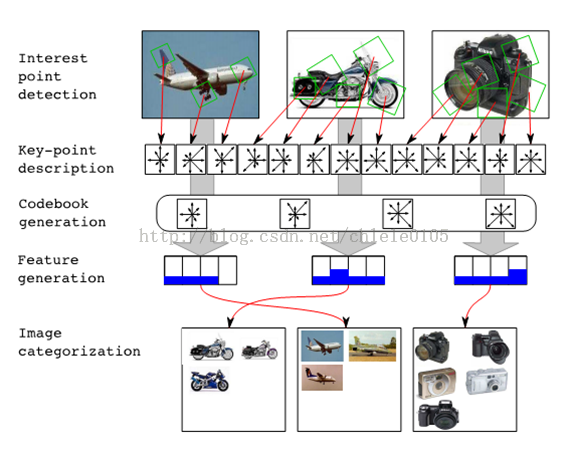 Interest
point
detection
Key-point
description
Codebook
generation
http://blog.csdn.net/chlele0105
Feature
generation
Image
categorization